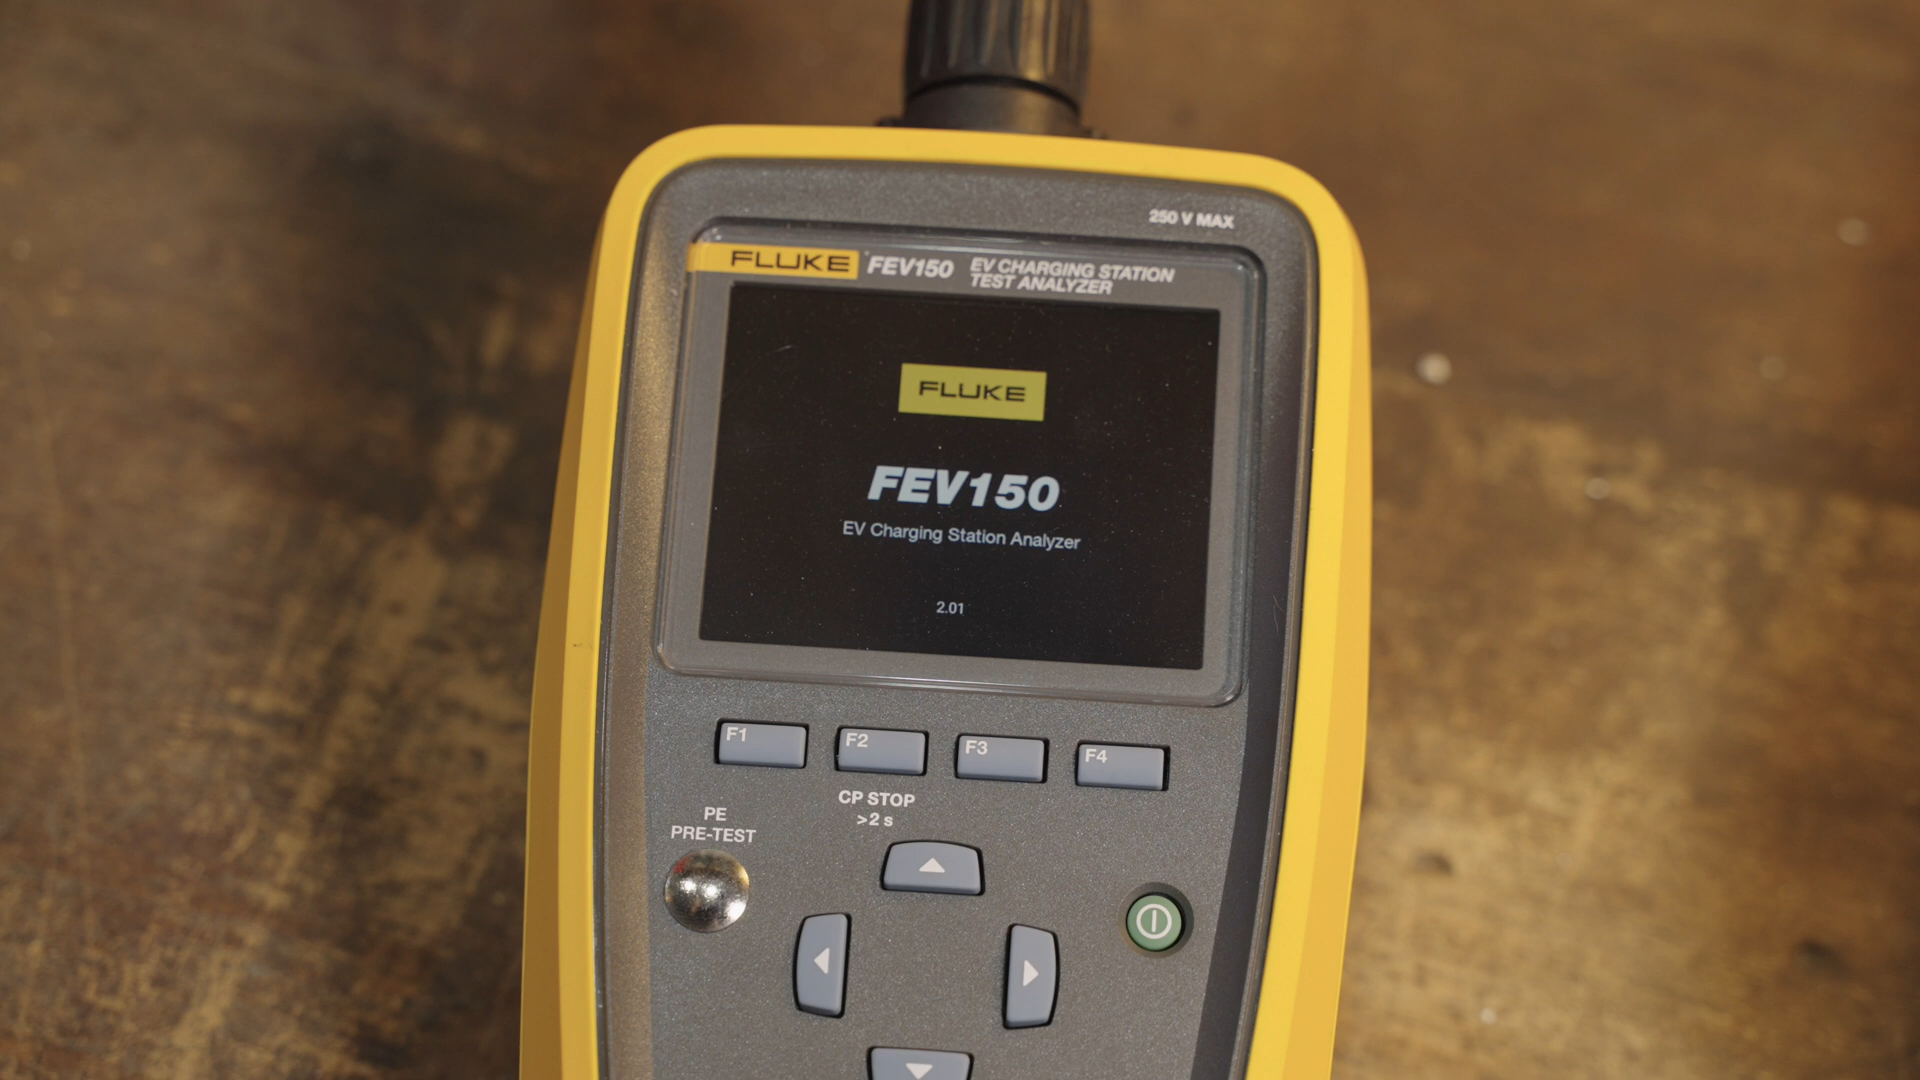 250 V MAX
FLUKE FEV150 EV CHARGING STATION
TEST ANALYZER
FLUKE
FEV150
EV Charging Station Analyzer
2.01
F1 F2 F3 F4
CP STOP
>2 s
PE
PRE-TEST